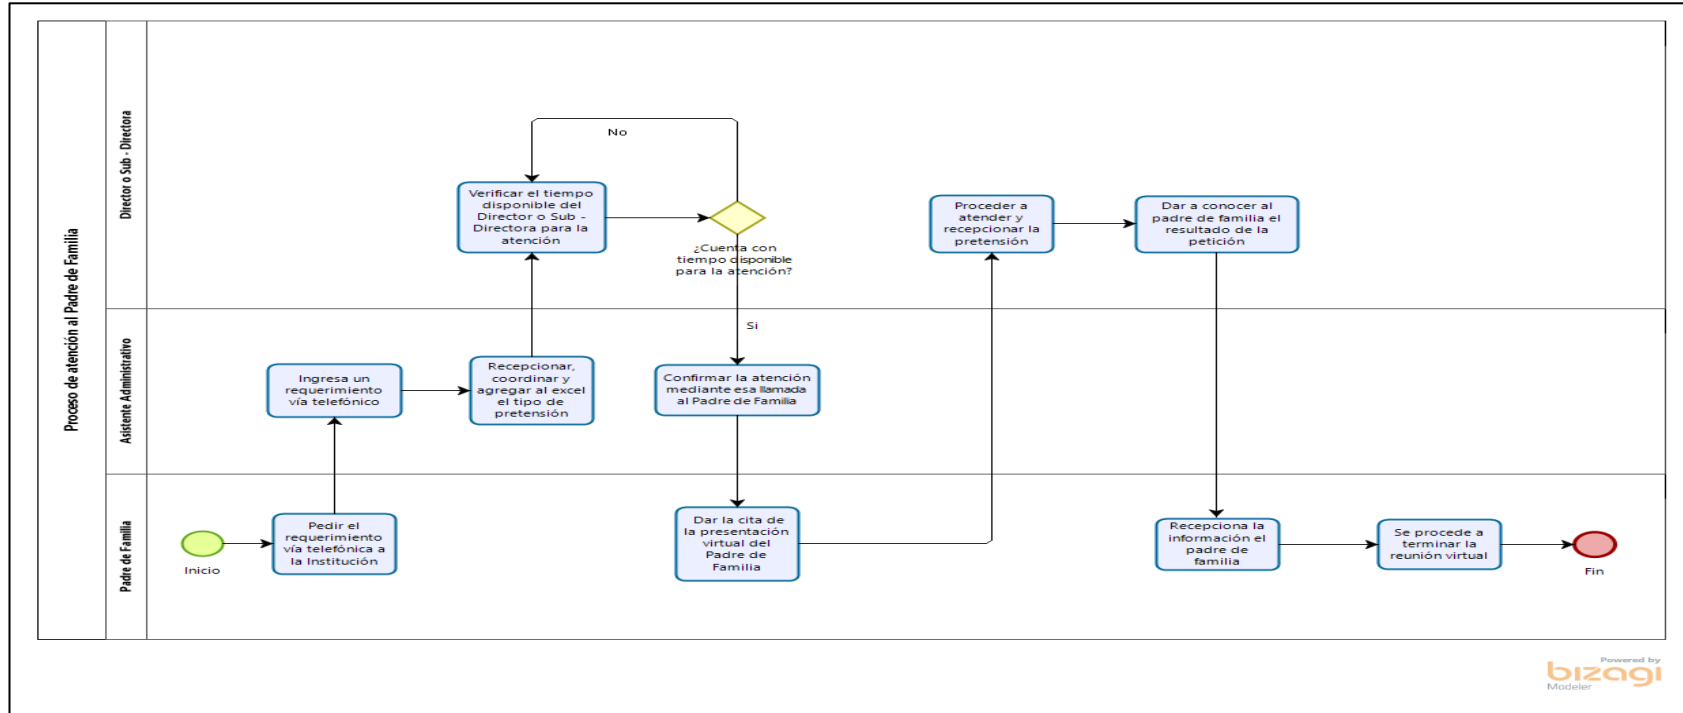 Proceso de atención al Padre de Familia
Director o Sub - Directora
No
Verificar el tiempo
disponible del
Director o Sub -
Directora para la
atención
¿Cuenta con
tiempo disponible
para la atención?
Proceder a
atender y
recepcionar la
pretensión
Dar a conocer al
padre de familia el
resultado de la
petición
Asistente Administrativo
Si
Ingresa un
requerimiento
vía telefónico
Recepcionar,
coordinar y
agregar al excel
el tipo de
pretensión
Confirmar la atención
mediante esa llamada
al Padre de Familia
Padre de Familia
Inicio
Pedir el
requerimiento
vía telefónica a
la Institución
Dar la cita de
la presentación
virtual del
Padre de
Familia
Recepciona la
información el
padre de
familia
Se procede a
terminar la
reunión virtual
Fin
Powered by
bizagi
Modeler